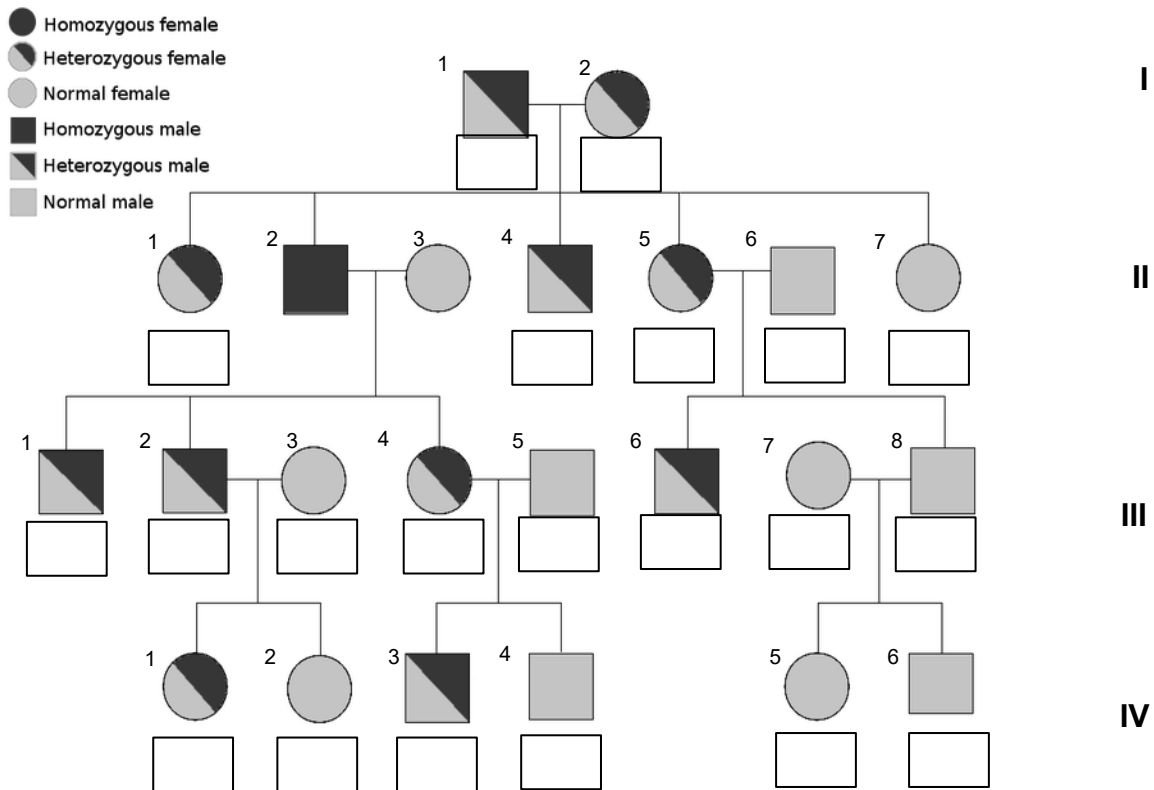 Homozygous female
Heterozygous female
Normal female
Homozygous male
Heterozygous male
Normal male
1 2 I
1 2 3 4 5 6 7 II
1 2 3 4 5 6 7 8 III
1 2 3 4 5 6 IV